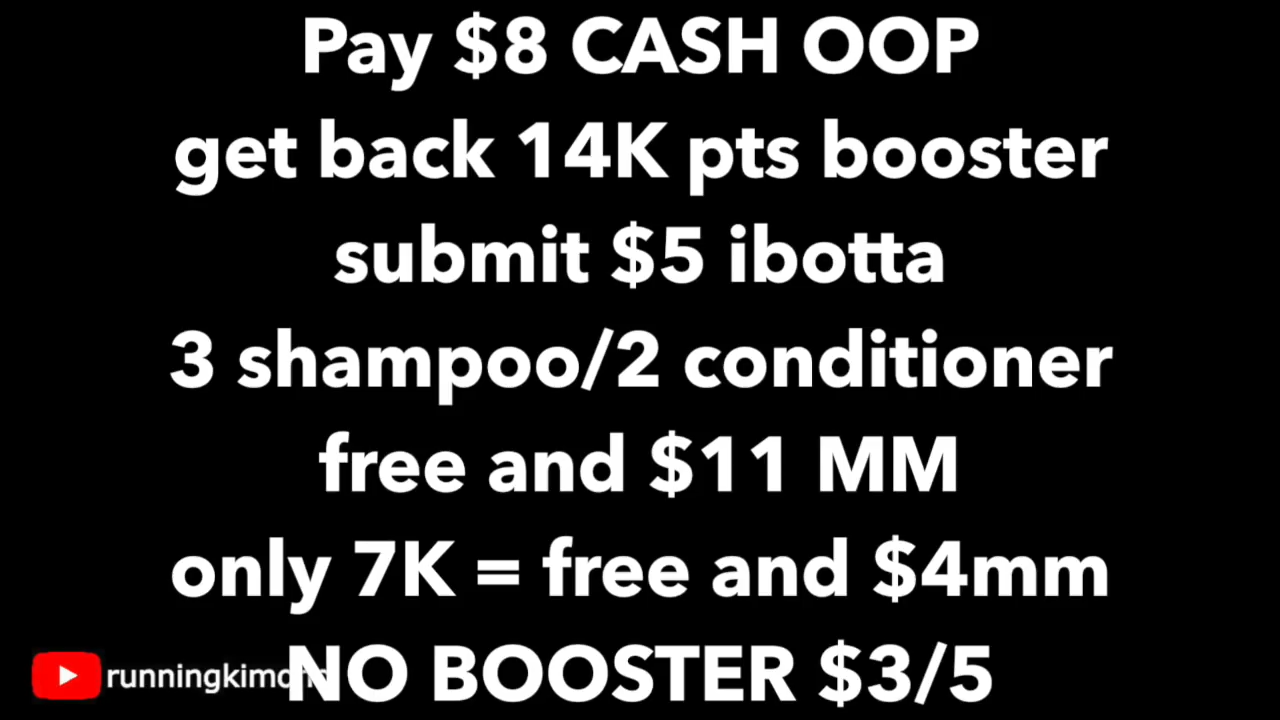 Pay $8 CASH OOP
get back 14K pts booster
submit $5 ibotta
3 shampoo/2 conditioner
free and $11 MM
only 7K = free and $4mm
NO BOOSTER $3/5